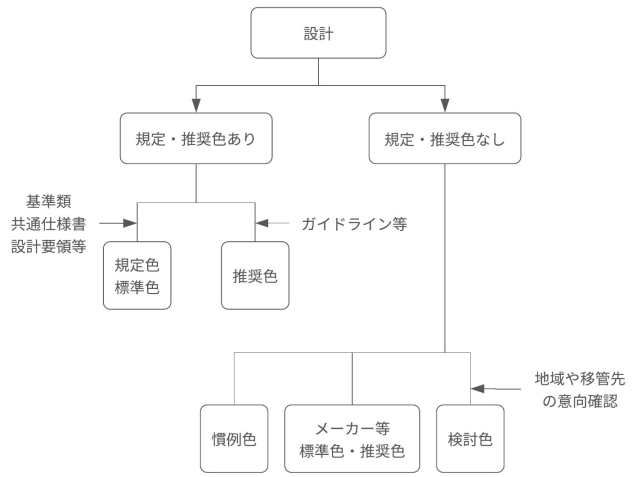 設計
規定・推奨色あり
規定・推奨色なし
基準類
共通仕様書
設計要領等
ガイドライン等
規定色
標準色
推奨色
地域や移管先
の意向確認
慣例色
メーカー等
標準色・推奨色
検討色